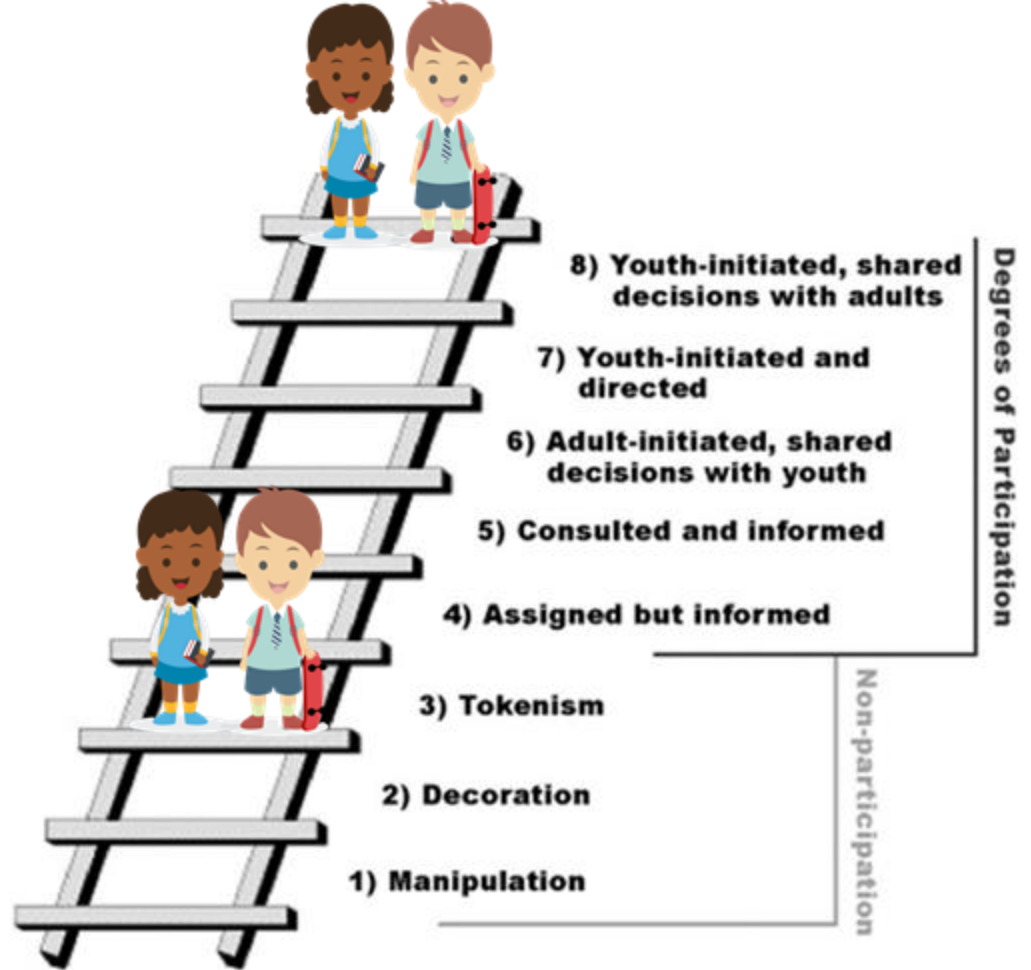 8) Youth-initiated, shared
decisions with adults
7) Youth-initiated and
directed
6) Adult-initiated, shared
decisions with youth
5) Consulted and informed
4) Assigned but informed
3) Tokenism
2) Decoration
1) Manipulation
Degrees of Participation
Non-participation